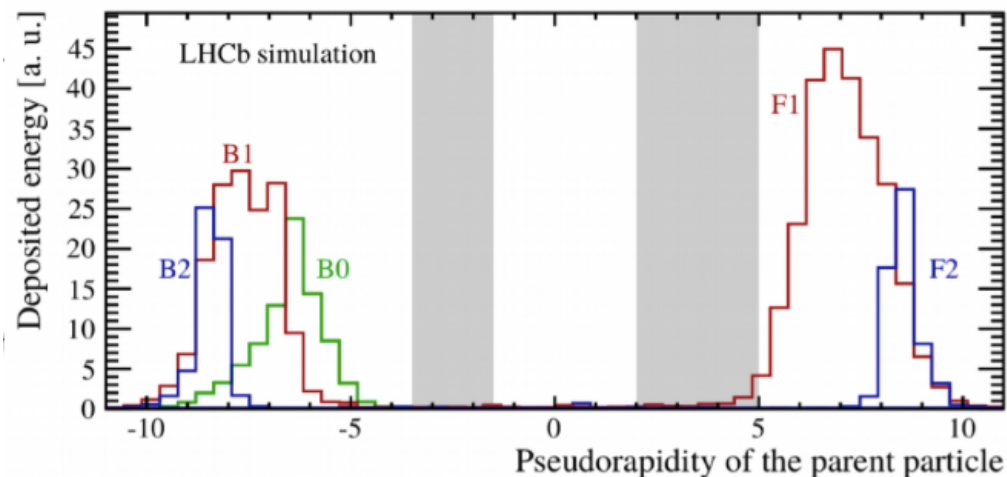 Deposited energy [a. u.]
LHCb simulation
45
40
35
30
25
20
15
10
5
0
B2
B1
B0
F1
F2
-10
-5
0
5
10
Pseudorapidity of the parent particle